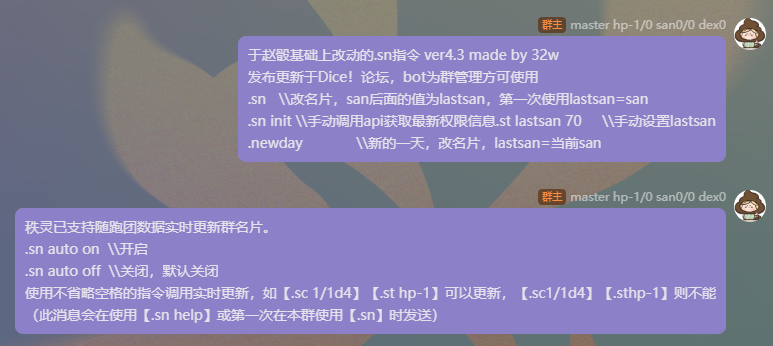 群主 master hp-1/0 san0/0 dex0
于赵骰基础上改动的.sn指令 ver4.3 made by 32w
发布更新于Dice！论坛，bot为群管理方可使用
.sn \\改名片，san后面的值为lastsan，第一次使用lastsan=san
.sn init \\手动调用api获取最新权限信息.st lastsan 70 \\手动设置lastsan
.newday \\新的一天，改名片，lastsan=当前san
群主 master hp-1/0 san0/0 dex0
秩灵已支持随跑团数据实时更新群名片。
.sn auto on \\开启
.sn auto off \\关闭，默认关闭
使用不省略空格的指令调用实时更新，如【.sc 1/1d4】【.st hp-1】可以更新，【.sc1/1d4】【.sthp-1】则不能
（此消息会在使用【.sn help】或第一次在本群使用【.sn】时发送）